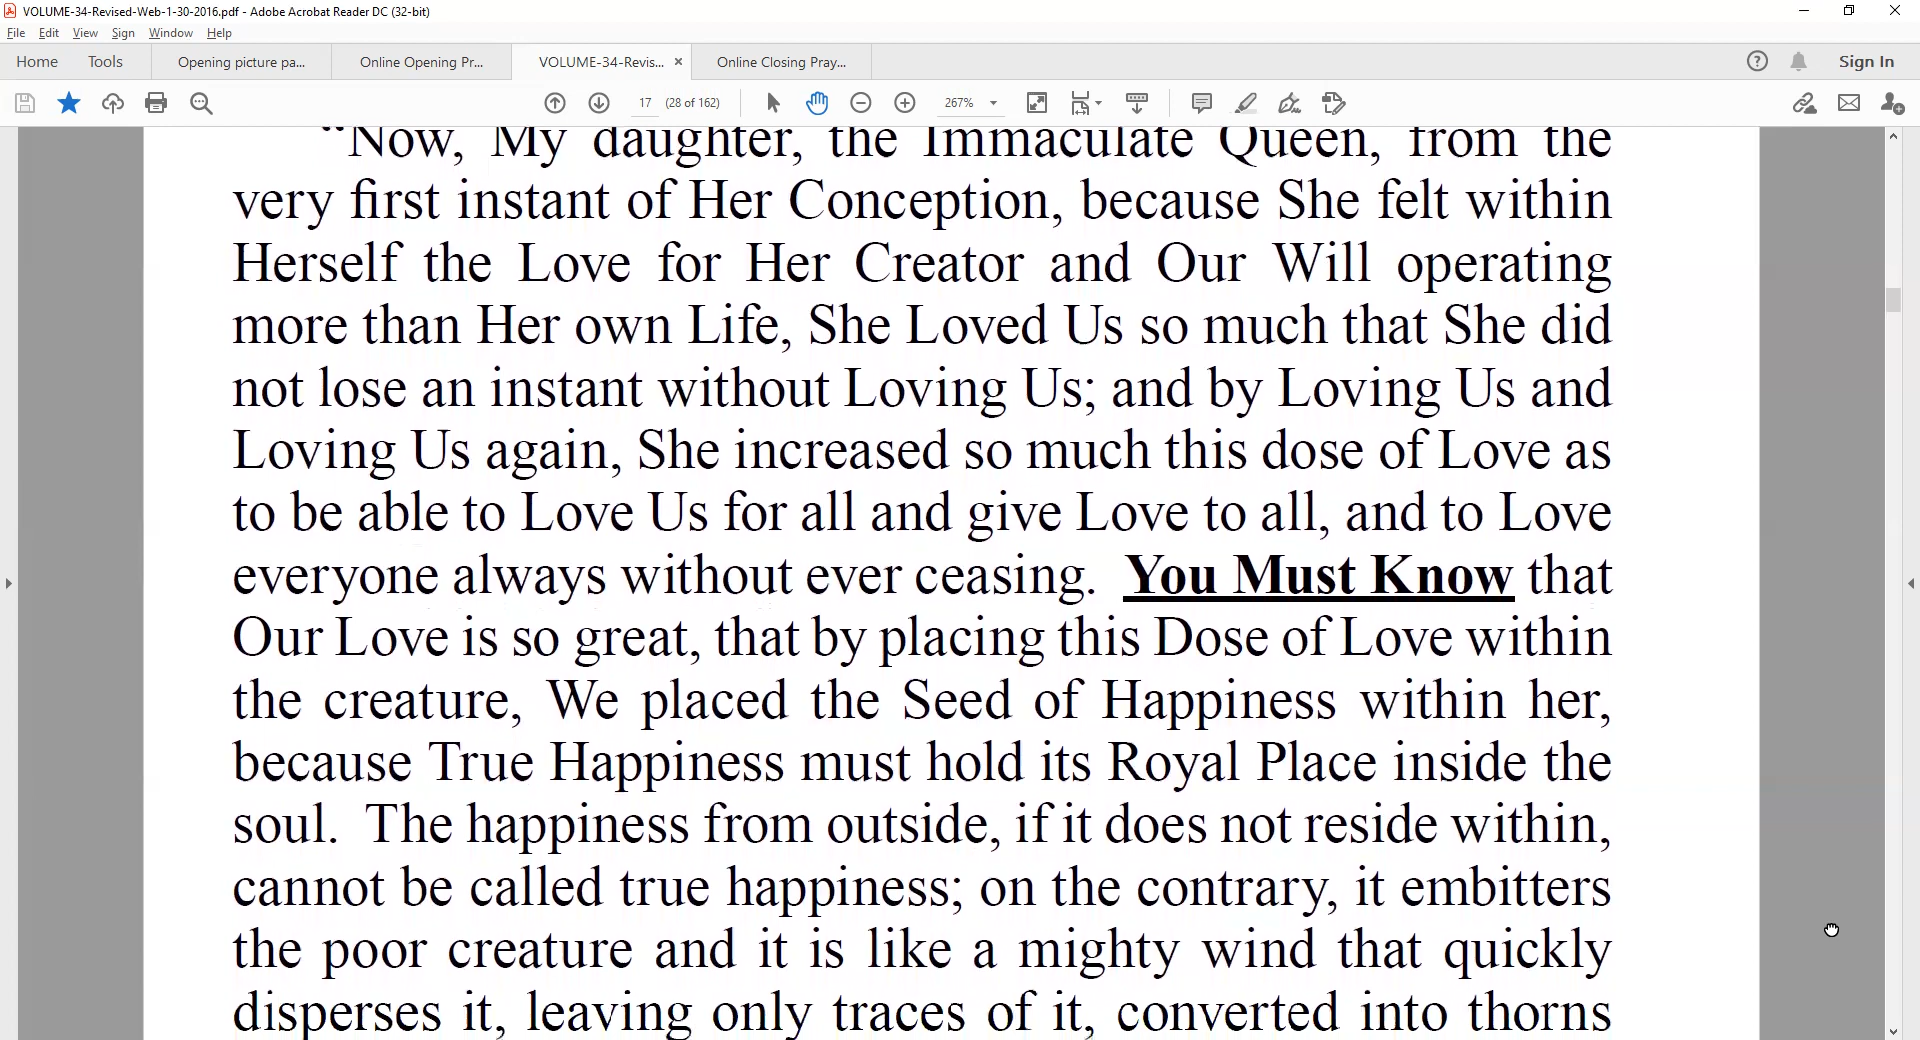 VOLUME-34-Revised-Web-1-30-2016.pdf - Adobe Acrobat Reader DC (32-bit)
File Edit View Sign Window Help
Home Tools Opening picture pa... Online Opening Pr... VOLUME-34-Revis... × Online Closing Pray... Sign In
17 (28 of 162) 267%
“Now, My daughter, the Immaculate Queen, from the
very first instant of Her Conception, because She felt within
Herself the Love for Her Creator and Our Will operating
more than Her own Life, She Loved Us so much that She did
not lose an instant without Loving Us; and by Loving Us and
Loving Us again, She increased so much this dose of Love as
to be able to Love Us for all and give Love to all, and to Love
everyone always without ever ceasing. You Must Know that
Our Love is so great, that by placing this Dose of Love within
the creature, We placed the Seed of Happiness within her,
because True Happiness must hold its Royal Place inside the
soul. The happiness from outside, if it does not reside within,
cannot be called true happiness; on the contrary, it embitters
the poor creature and it is like a mighty wind that quickly
disperses it, leaving only traces of it, converted into thorns